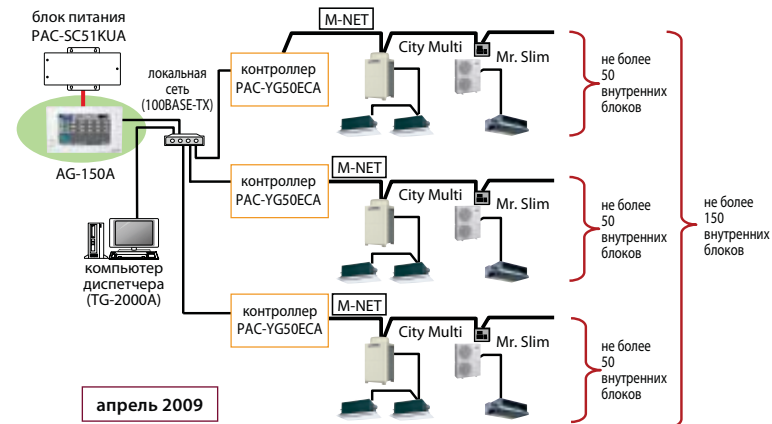 блок питания
PAC-SC51KUA
AG-150A
компьютер
диспетчера
(TG-2000A)
локальная
сеть
(100BASE-TX)
контроллер
PAC-YG50ECA
M-NET
City Multi
Mr. Slim
не более
50
внутренних
блоков
контроллер
PAC-YG50ECA
M-NET
City Multi
Mr. Slim
не более
50
внутренних
блоков
контроллер
PAC-YG50ECA
M-NET
City Multi
Mr. Slim
не более
50
внутренних
блоков
не более
150
внутренних
блоков
апрель 2009